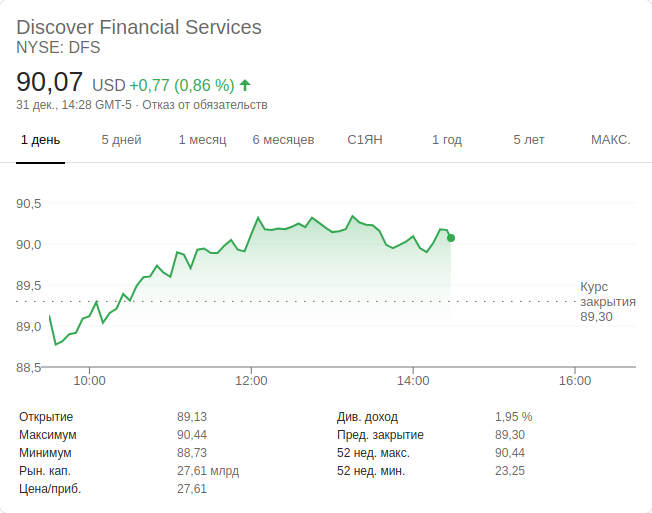 Discover Financial Services
NYSE: DFS
90,07 USD +0,77 (0,86 %)
31 дек., 14:28 GMT-5 · Отказ от обязательств
1 день 5 дней 1 месяц 6 месяцев С1ЯН 1 год 5 лет МАКС.
90,5
90,0
89,5
Курс
закрытия
89,30
89,0
88,5
10:00 12:00 14:00 16:00
Открытие 89,13 Див. доход 1,95 %
Максимум 90,44 Пред. закрытие 89,30
Минимум 88,73 52 нед. макс. 90,44
Рын. кап. 27,61 млрд 52 нед. мин. 23,25
Цена/приб. 27,61